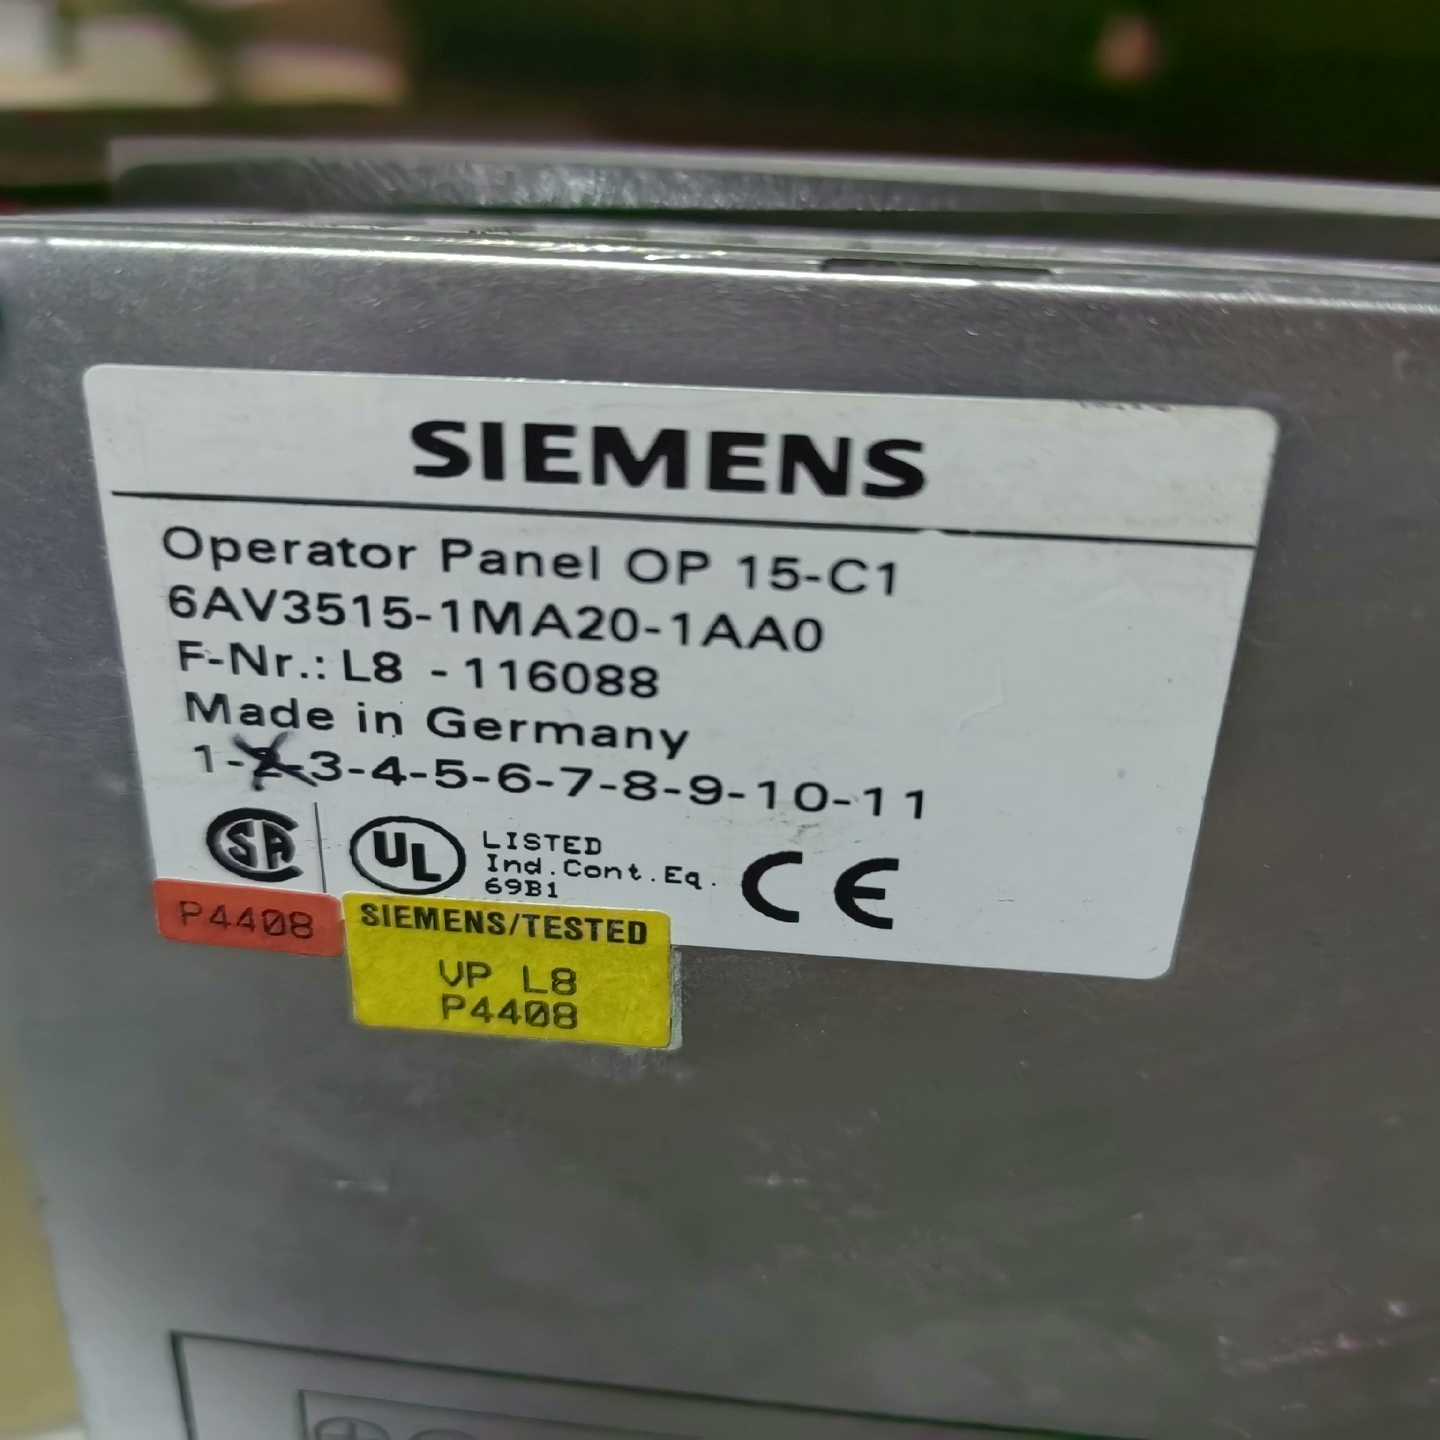 SIEMENS
Operator Panel OP 15-C1
6AV3515-1MA20-1AA0
F-Nr.: L8 - 116088
Made in Germany
1-2-3-4-5-6-7-8-9-10-11
SA
UL
LISTED
Ind.Cont.Eq.
69B1
CE
P4408
SIEMENS/TESTED
VP L8
P4408